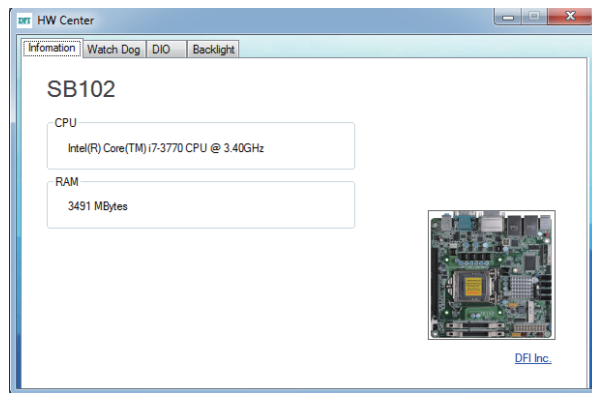 DFI HW Center
Infomation Watch Dog DIO Backlight
SB102
CPU
Intel(R) Core(TM) i7-3770 CPU @ 3.40GHz
RAM
3491 MBytes
DFI Inc.